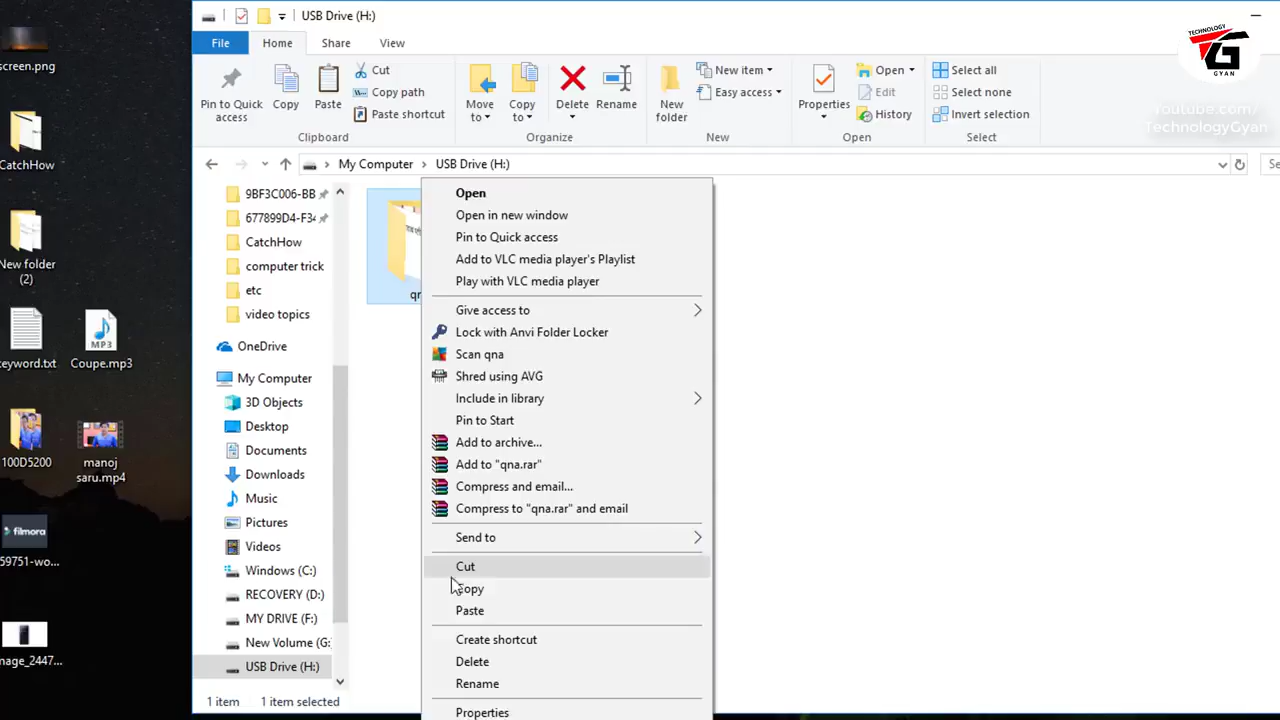 USB Drive (H:)
File Home Share View
Pin to Quick access
Copy
Paste
Cut
Copy path
Paste shortcut
Clipboard
Move to
Copy to
Delete
Rename
Organize
New folder
New item
Easy access
New
Properties
Open
Edit
History
Open
Select all
Select none
Invert selection
Select
TECHNOLOGY
TG
GYAN
Youtube.com/
TechnologyGyan
My Computer USB Drive (H:)
Se
screen.png
CatchHow
New folder (2)
keyword.txt
MP3
Coupe.mp3
100D5200
manoj saru.mp4
filmora
59751-wo...
mage_2447...
9BF3C006-BB
677899D4-F34
CatchHow
computer trick
etc
video topics
OneDrive
My Computer
3D Objects
Desktop
Documents
Downloads
Music
Pictures
Videos
Windows (C:)
RECOVERY (D:)
MY DRIVE (F:)
New Volume (G:
USB Drive (H:)
qn
Open
Open in new window
Pin to Quick access
Add to VLC media player's Playlist
Play with VLC media player
Give access to
Lock with Anvi Folder Locker
Scan qna
Shred using AVG
Include in library
Pin to Start
Add to archive...
Add to "qna.rar"
Compress and email...
Compress to "qna.rar" and email
Send to
Cut
Copy
Paste
Create shortcut
Delete
Rename
Properties
1 item 1 item selected